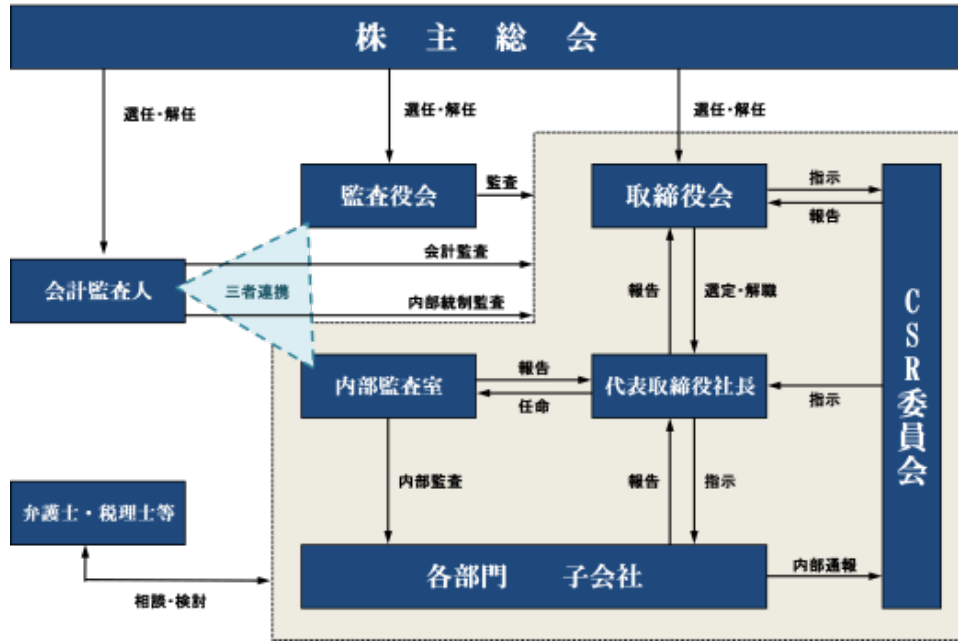 株主総会
選任・解任
選任・解任
選任・解任
監査役会
監査
取締役会
指示
報告
会計監査人
会計監査
三者連携
内部統制監査
報告
選定・解職
CSR委員会
内部監査室
報告
任命
代表取締役社長
指示
内部監査
報告
指示
弁護士・税理士等
相談・検討
各部門 子会社
内部通報